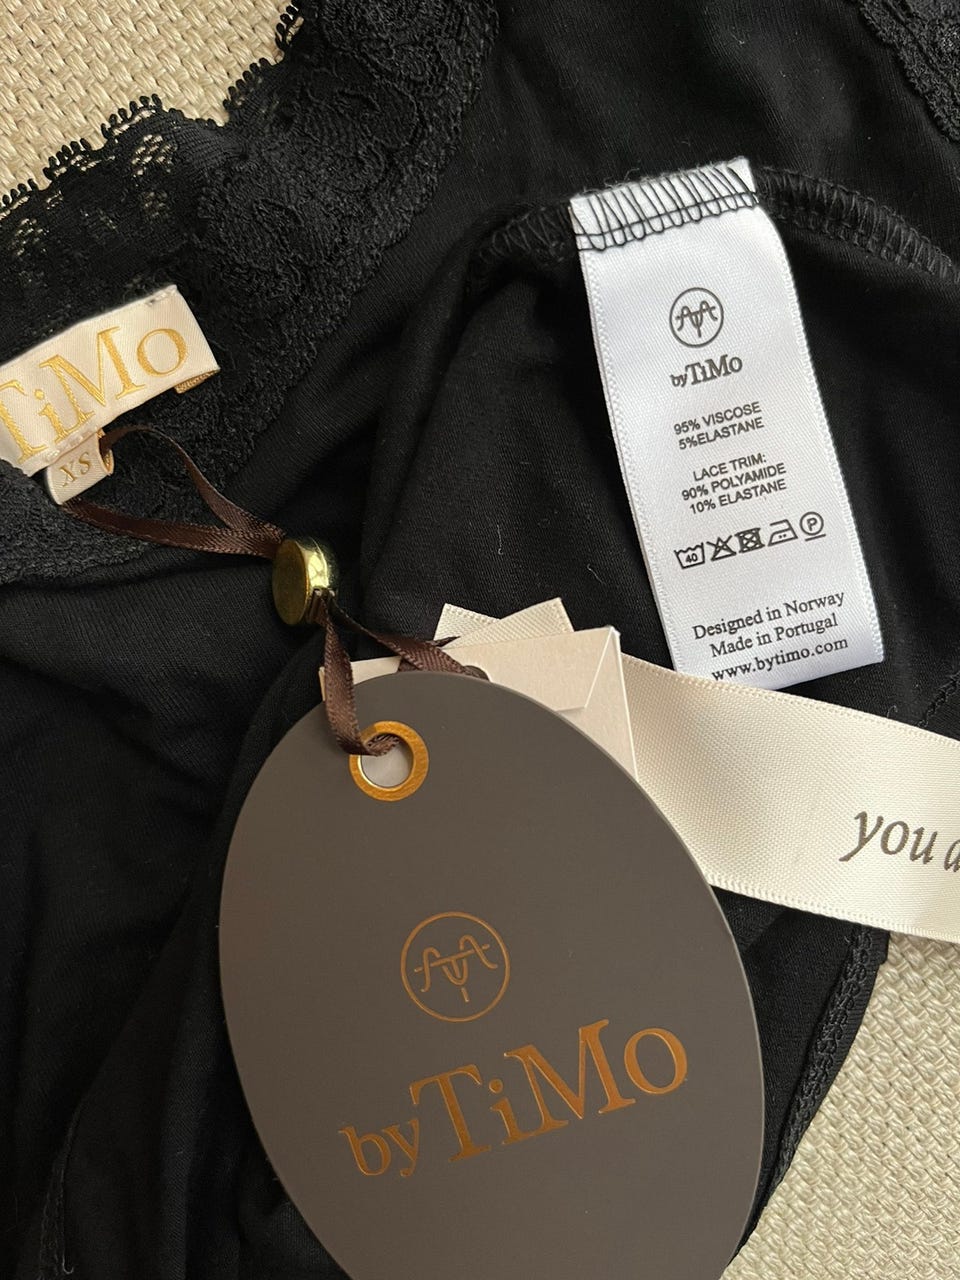 TiMo
XS
byTiMo
95% VISCOSE
5%ELASTANE
LACE TRIM:
90% POLYAMIDE
10% ELASTANE
40
P
Designed in Norway
Made in Portugal
www.bytimo.com
you
byTiMo